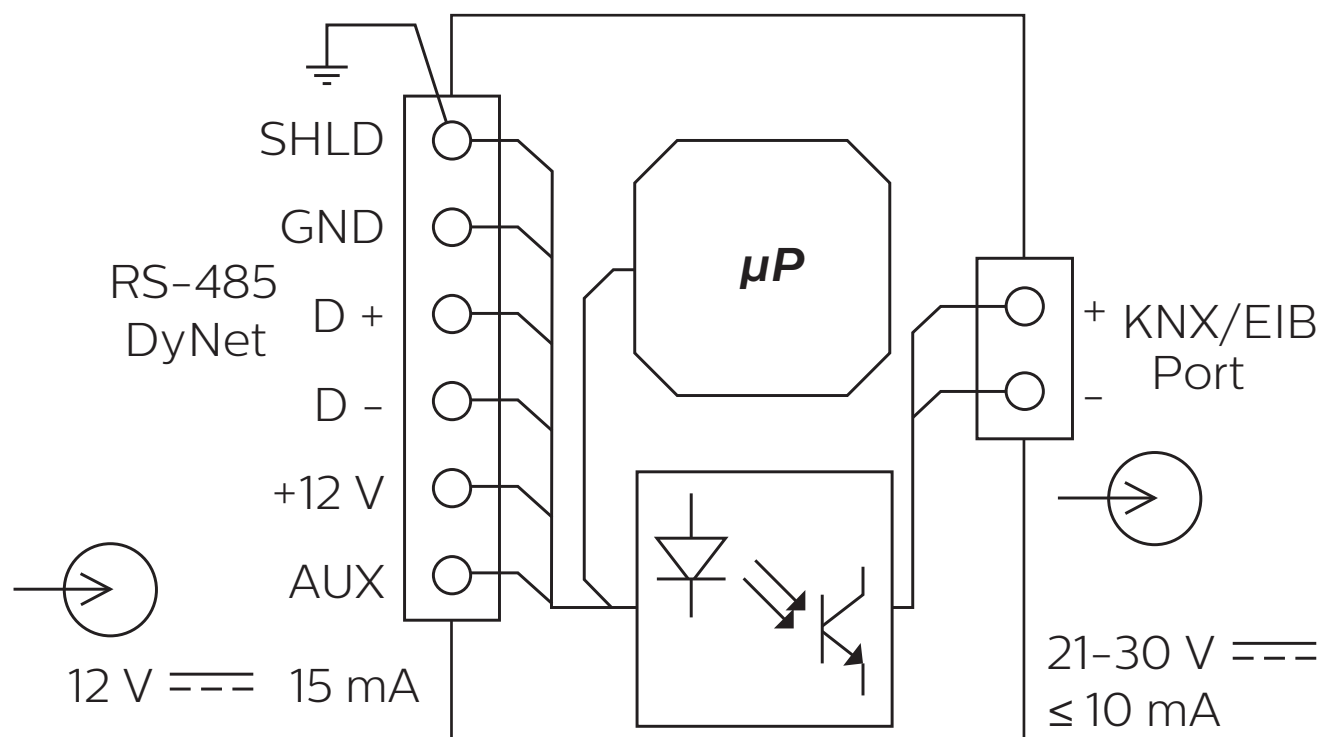 SHLD
GND
RS-485
DyNet
D +
D -
+12 V
AUX
12 V 15 mA
µP
+
-
KNX/EIB
Port
21-30 V
≤ 10 mA